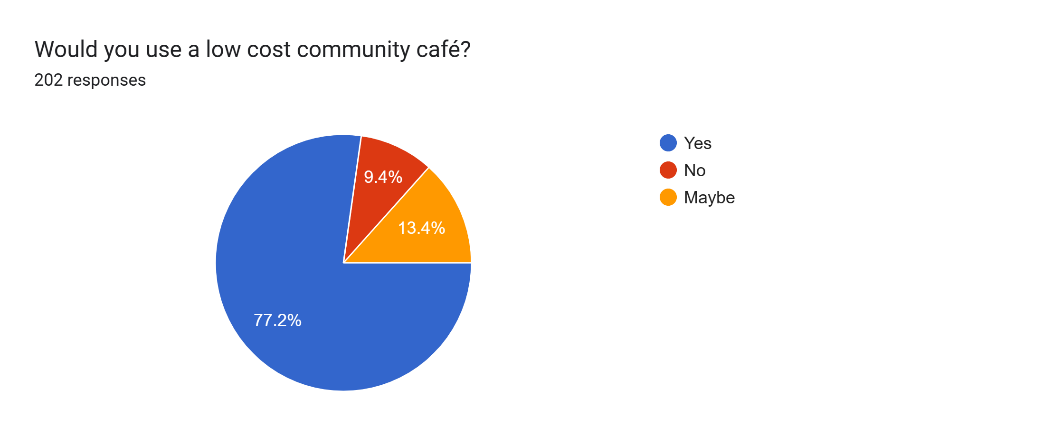 Would you use a low cost community café?
202 responses
Yes
No
Maybe
9.4%
13.4%
77.2%